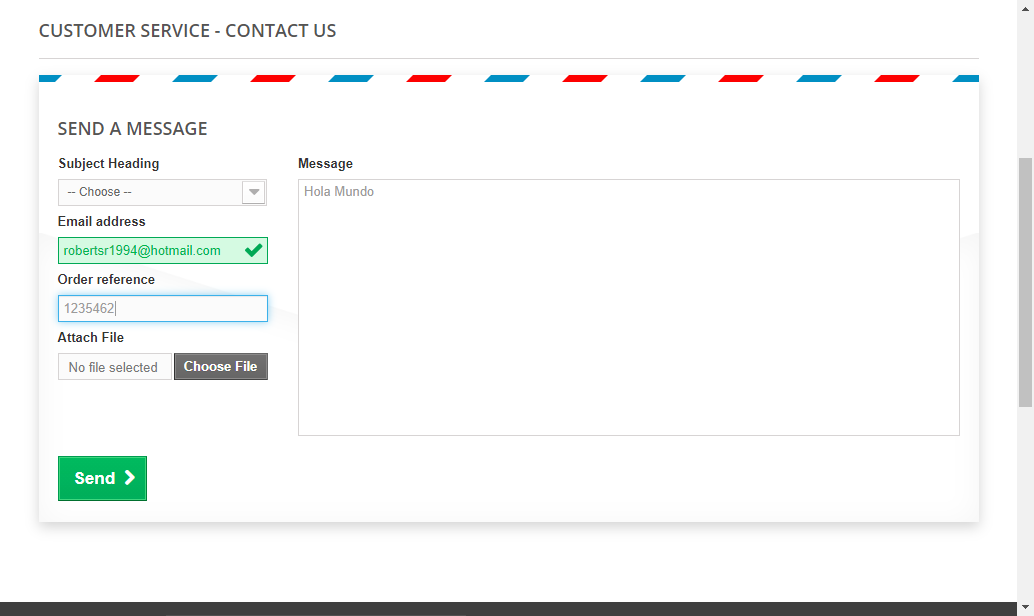 CUSTOMER SERVICE - CONTACT US
SEND A MESSAGE
Subject Heading
-- Choose --
Email address
robertsr1994@hotmail.com
Order reference
1235462
Attach File
No file selected
Choose File
Message
Hola Mundo
Send